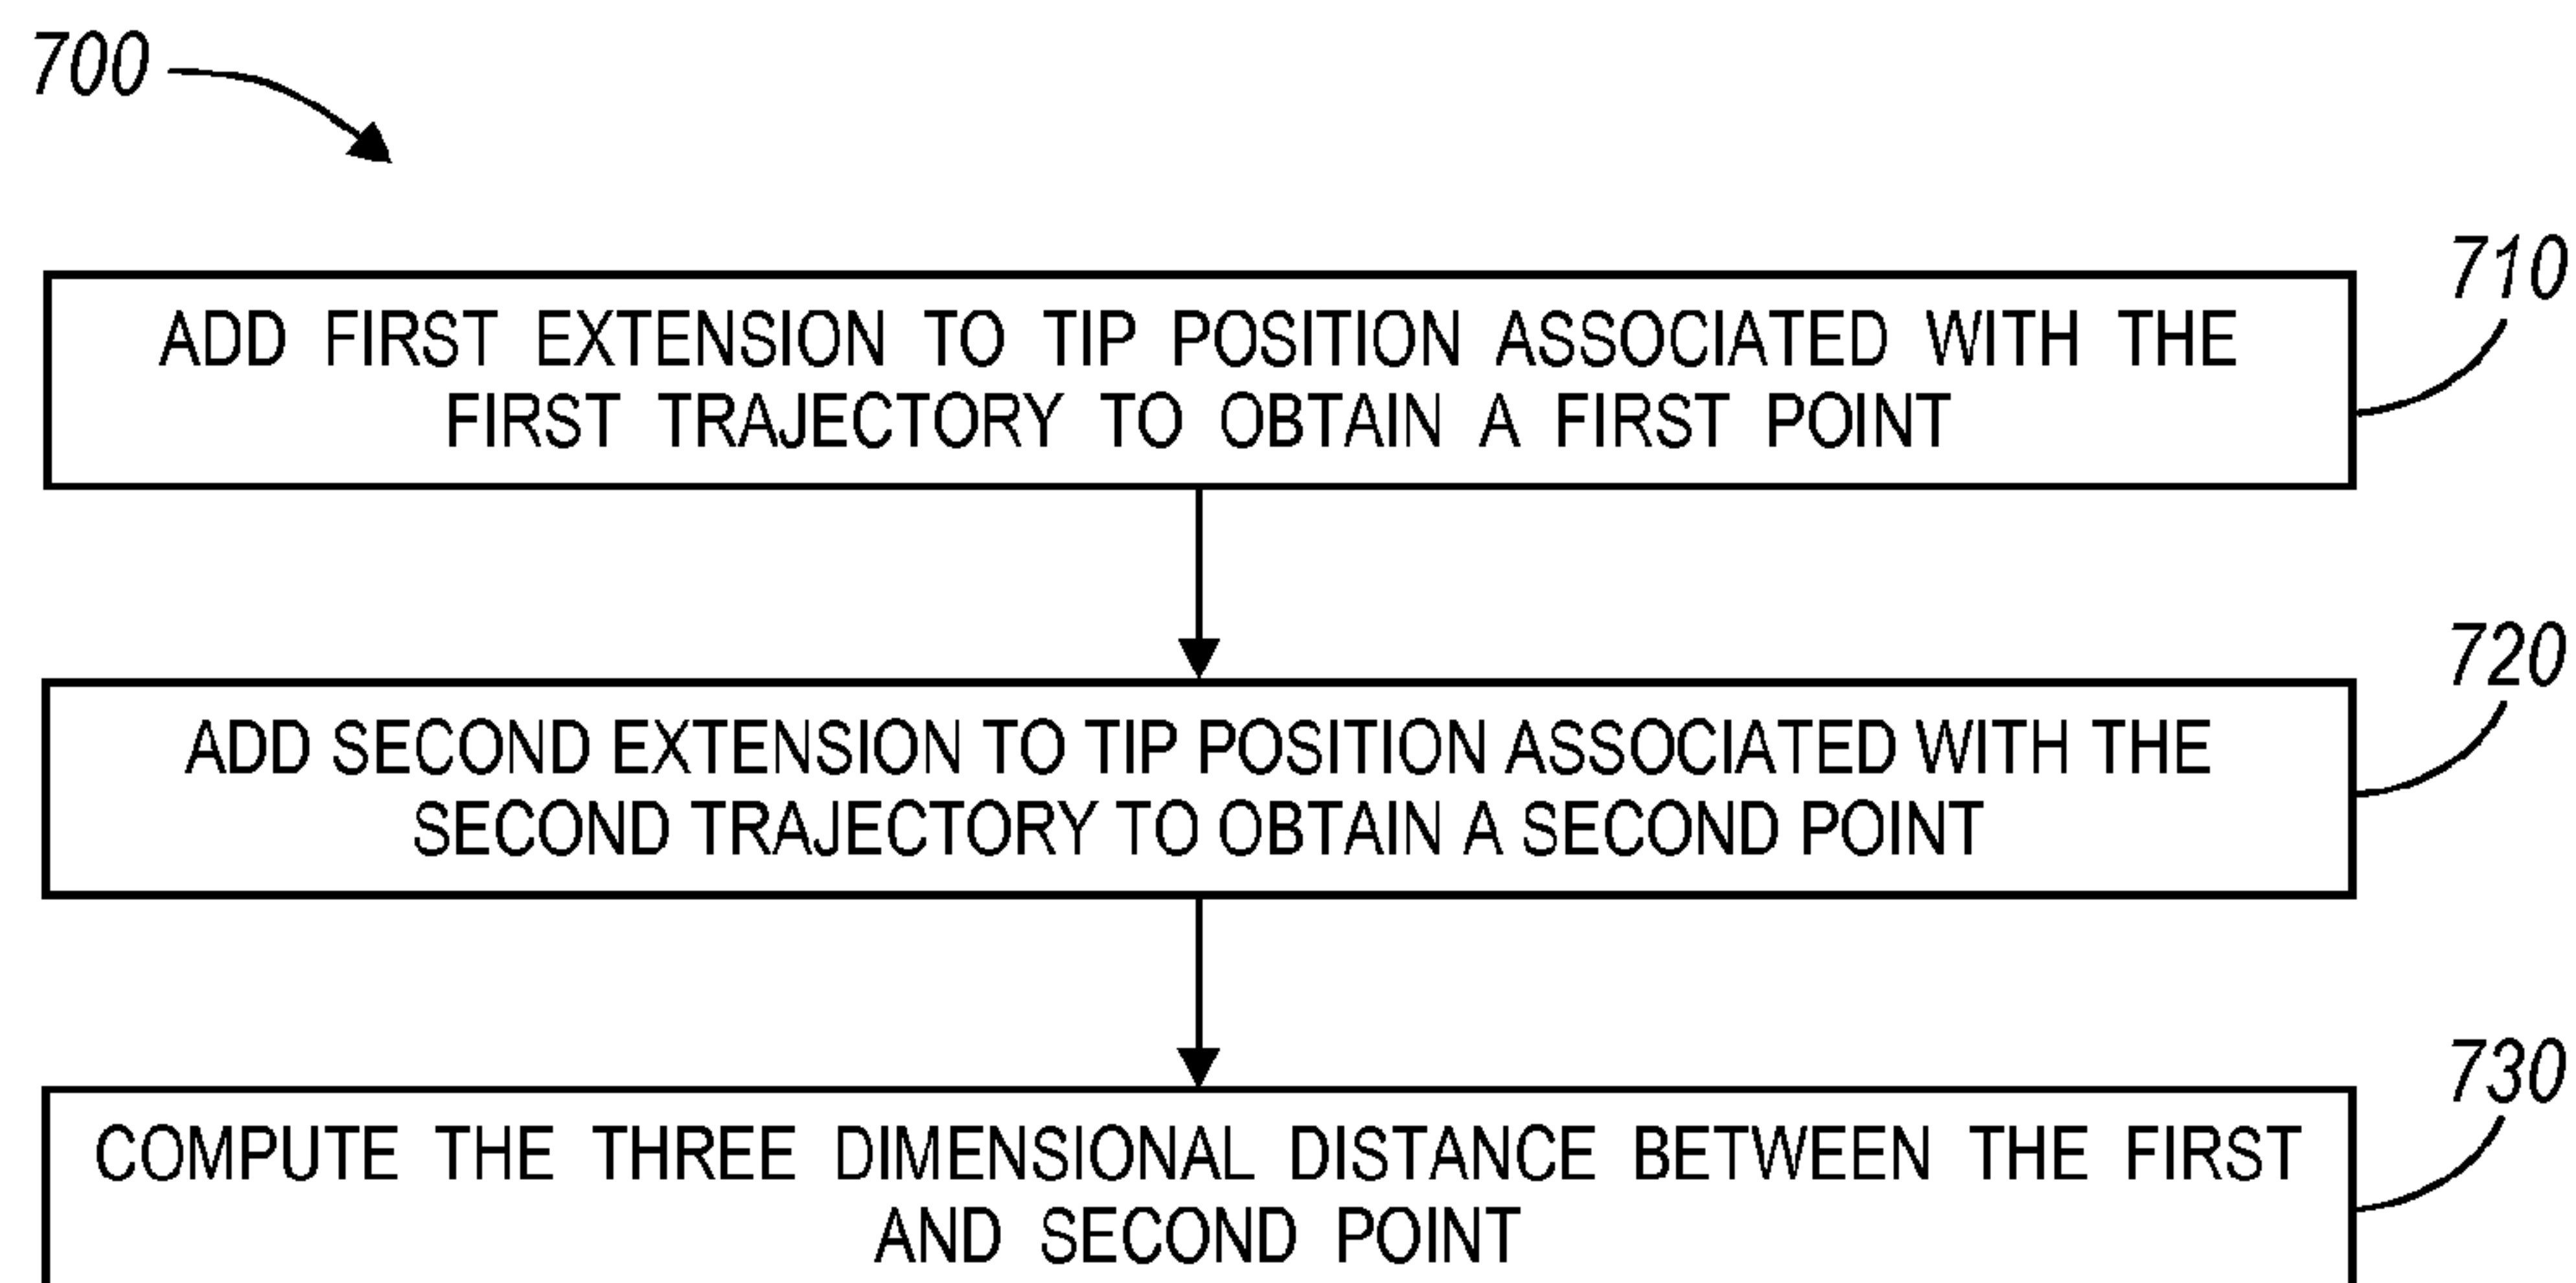 700
710
ADD FIRST EXTENSION TO TIP POSITION ASSOCIATED WITH THE
FIRST TRAJECTORY TO OBTAIN A FIRST POINT
720
ADD SECOND EXTENSION TO TIP POSITION ASSOCIATED WITH THE
SECOND TRAJECTORY TO OBTAIN A SECOND POINT
730
COMPUTE THE THREE DIMENSIONAL DISTANCE BETWEEN THE FIRST
AND SECOND POINT